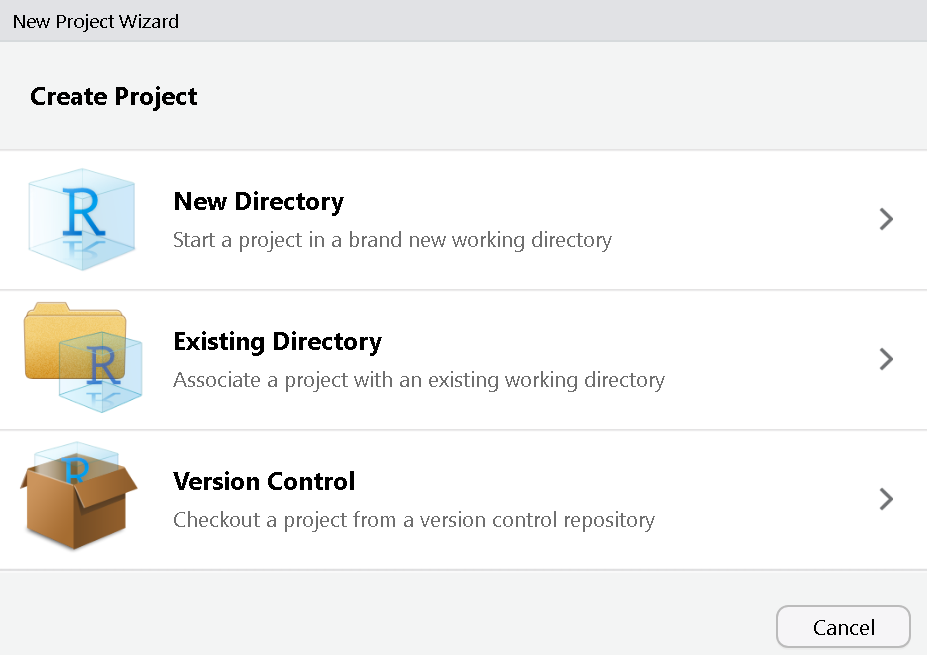 New Project Wizard
Create Project
R
New Directory
Start a project in a brand new working directory
R
Existing Directory
Associate a project with an existing working directory
R
Version Control
Checkout a project from a version control repository
Cancel